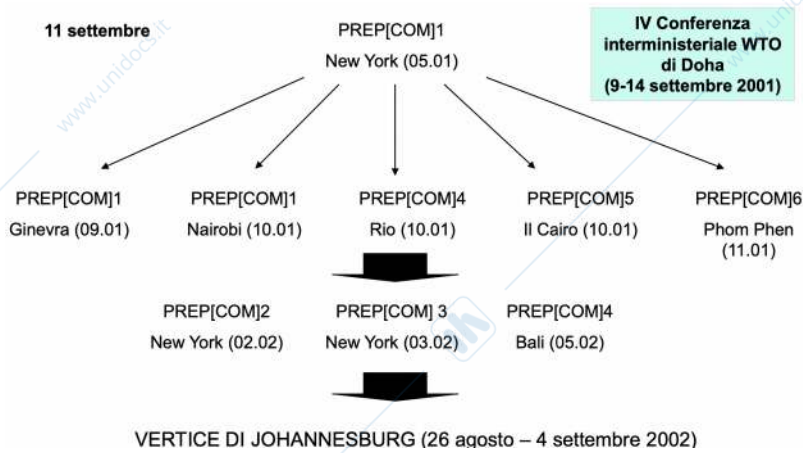 11 settembre
PREP[COM]1
New York (05.01)
IV Conferenza
interministeriale WTO
di Doha
(9-14 settembre 2001)
PREP[COM]1
Ginevra (09.01)
PREP[COM]1
Nairobi (10.01)
PREP[COM]4
Rio (10.01)
PREP[COM]5
Il Cairo (10.01)
PREP[COM]6
Phom Phen
(11.01)
PREP[COM]2
New York (02.02)
PREP[COM] 3
New York (03.02)
PREP[COM]4
Bali (05.02)
VERTICE DI JOHANNESBURG (26 agosto – 4 settembre 2002)
www.unidocs.it